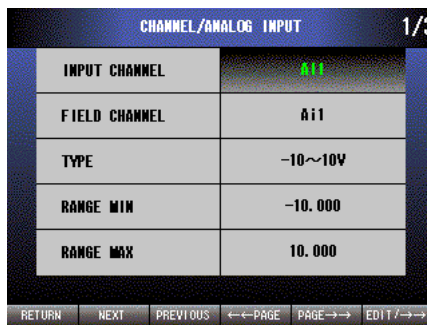 CHANNEL/ANALOG INPUT 1/3
INPUT CHANNEL AI1
FIELD CHANNEL Ai1
TYPE -10~10V
RANGE MIN -10.000
RANGE MAX 10.000
RETURN NEXT PREVIOUS ←←PAGE PAGE→→ EDIT/→→